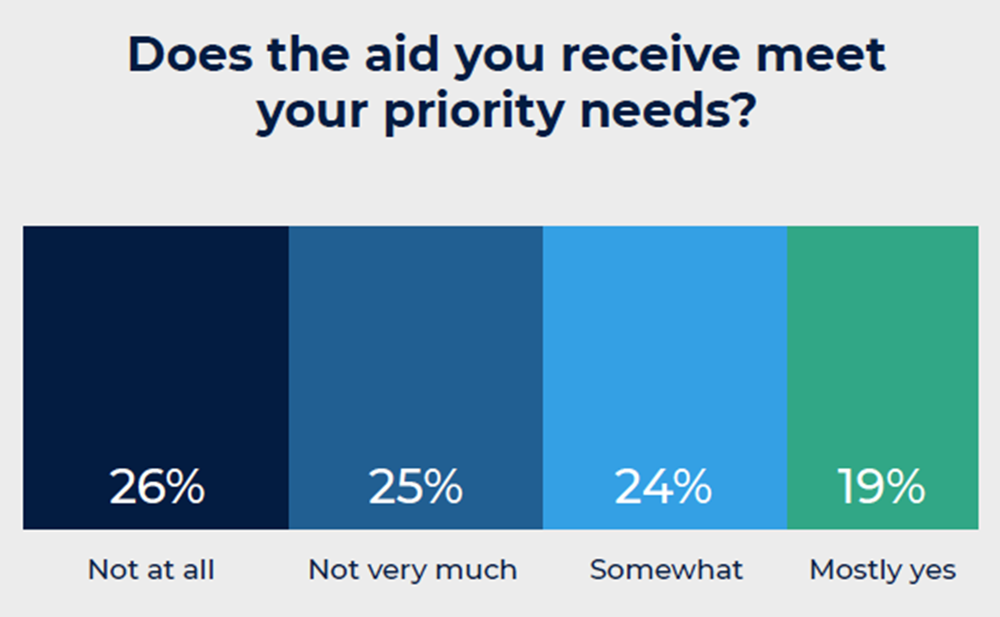 Does the aid you receive meet
your priority needs?
26% 25% 24% 19%
Not at all Not very much Somewhat Mostly yes